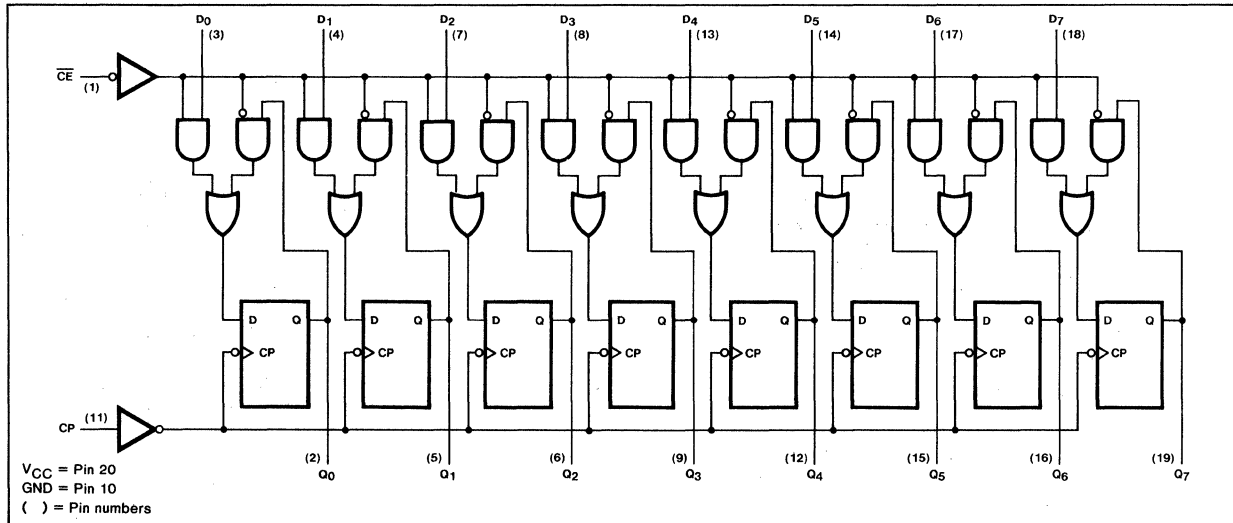 D0 D1 D2 D3 D4 D5 D6 D7
(3) (4) (7) (8) (13) (14) (17) (18)
CE
(1)
D Q D Q D Q D Q D Q D Q D Q D Q
CP CP CP CP CP CP CP CP
CP (11)
(2) (5) (6) (9) (12) (15) (16) (19)
Q0 Q1 Q2 Q3 Q4 Q5 Q6 Q7
VCC = Pin 20
GND = Pin 10
( ) = Pin numbers